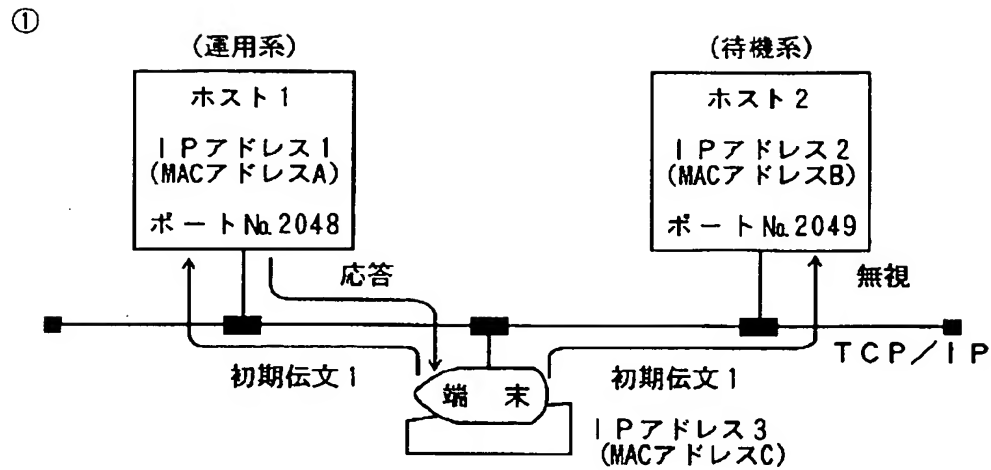 ①
(運用系)
ホスト1
IPアドレス1
(MACアドレスA)
ポートNo.2048
(待機系)
ホスト2
IPアドレス2
(MACアドレスB)
ポートNo.2049
応答
無視
TCP/IP
初期伝文1
初期伝文1
端 末
IPアドレス3
(MACアドレスC)